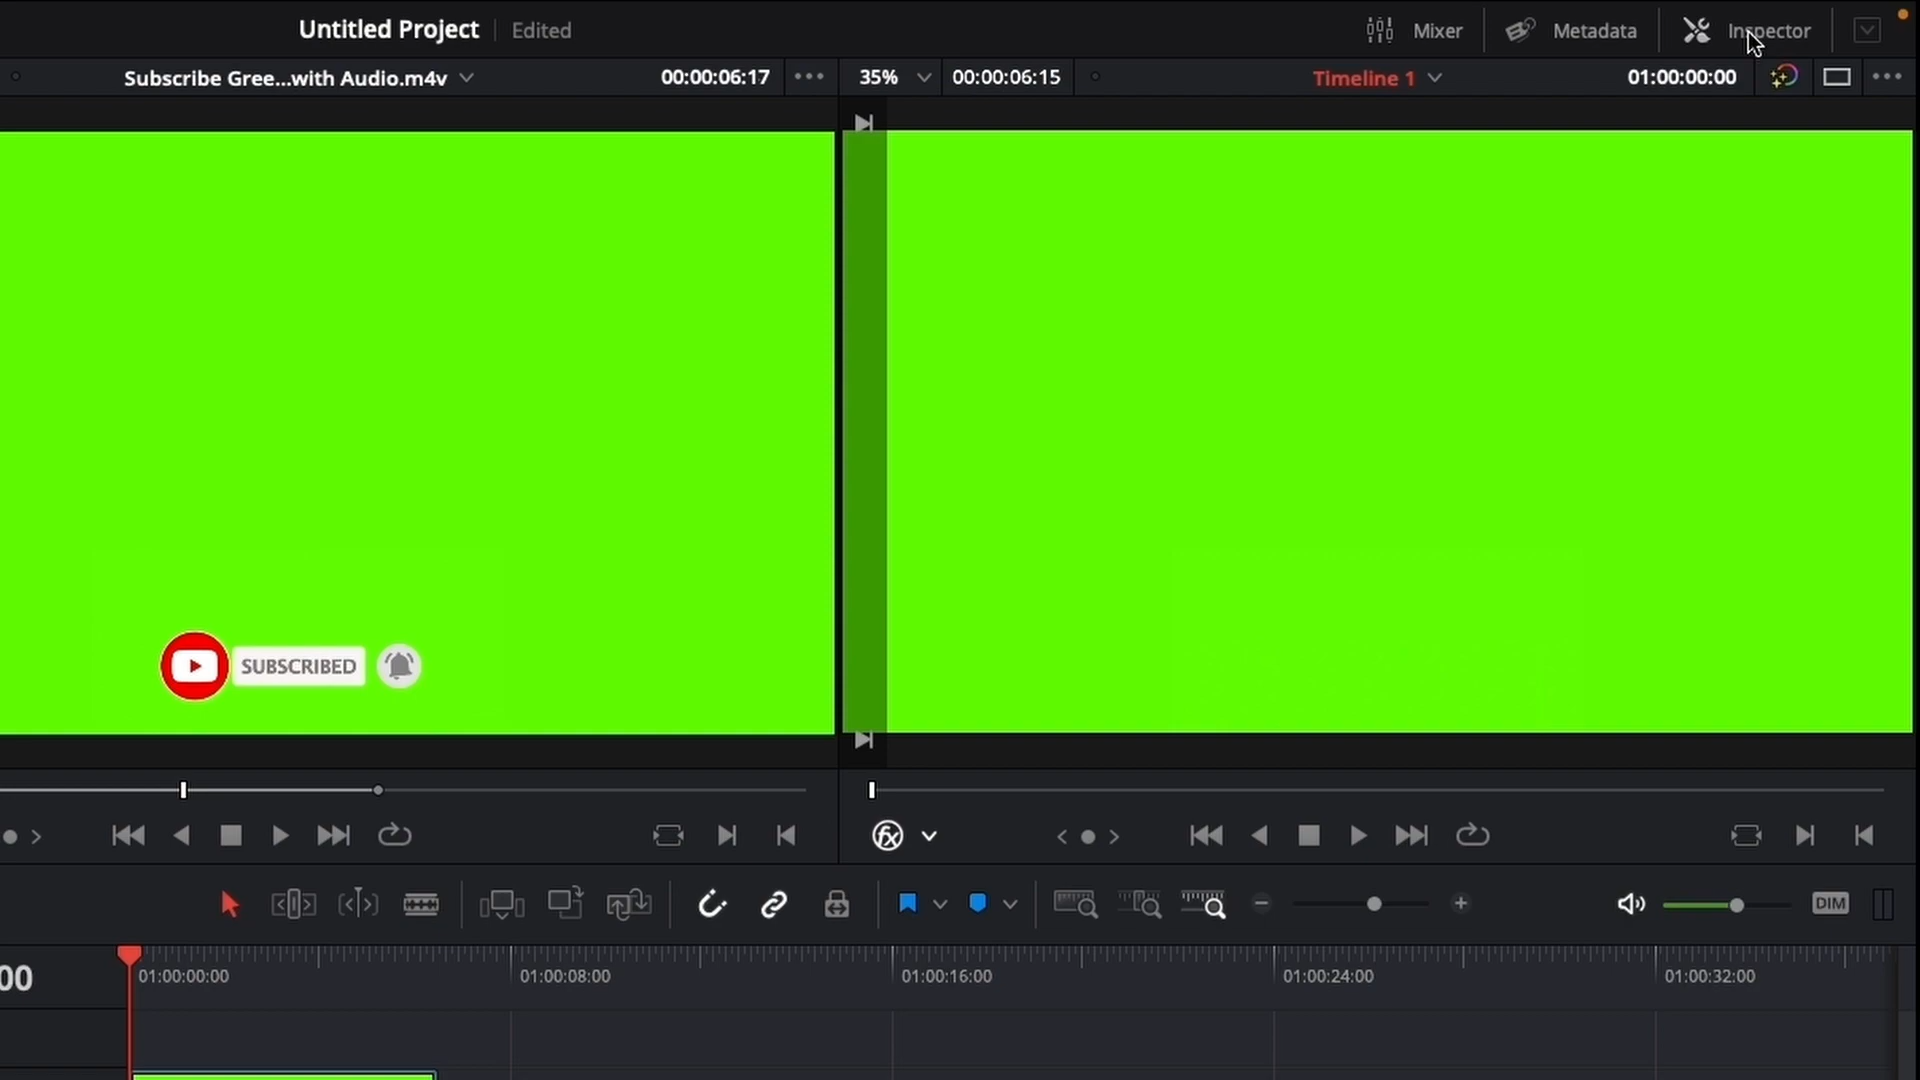 Untitled Project Edited Mixer Metadata Inspector
Subscribe Gree...with Audio.m4v 00:00:06:17 35% 00:00:06:15 Timeline 1 01:00:00:00
SUBSCRIBED
fx
DIM
00 01:00:00:00 01:00:08:00 01:00:16:00 01:00:24:00 01:00:32:00